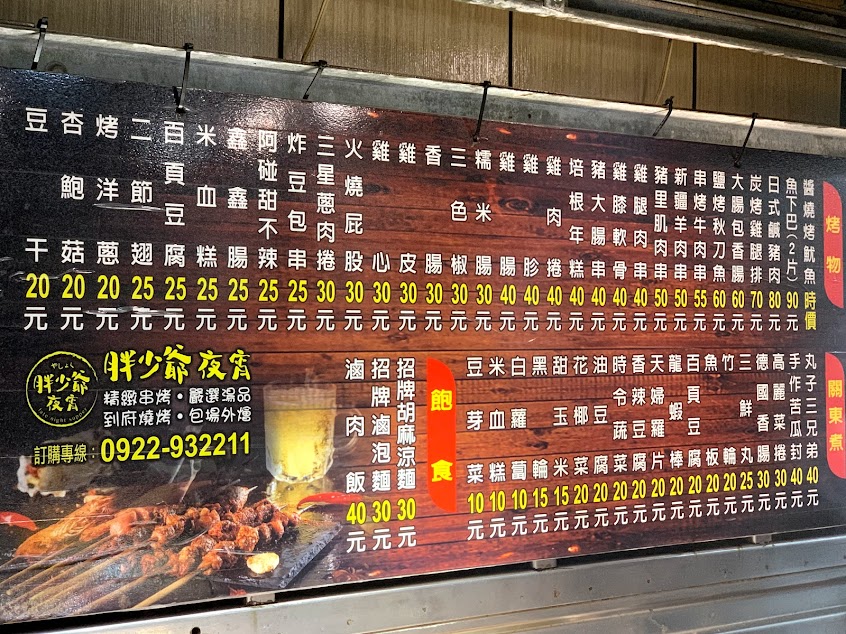 烤物
醬燒烤魷魚 時價
魚下巴(2片) 90元
日式鹹豬肉 80元
炭烤雞腿排 70元
大腸包香腸 60元
鹽烤秋刀魚 60元
串烤牛肉串 55元
新疆羊肉串 50元
豬里肌肉串 50元
雞腿肉串 40元
雞膝軟骨 40元
豬大腸串 40元
培根年糕 40元
雞肉捲 40元
雞胗 40元
雞腸 40元
糯米腸 30元
三色椒 30元
香腸 30元
雞皮 30元
雞心 30元
火燒屁股 30元
三星蔥肉捲 30元
炸豆包串 25元
阿碰甜不辣 25元
鑫鑫腸 25元
米血糕 25元
百頁豆腐 25元
二節翅 25元
烤洋蔥 20元
杏鮑菇 20元
豆干 20元
關東煮
丸子三兄弟 40元
手作苦瓜封 40元
高麗菜捲 30元
德國香腸 30元
三鮮丸 25元
竹輪 20元
魚板 20元
百頁豆腐 20元
龍蝦棒 20元
天婦羅片 20元
香辣豆腐 20元
時令蔬菜 20元
油豆腐 20元
花椰菜 20元
甜玉米 15元
黑輪 15元
白蘿蔔 10元
米血糕 10元
豆芽菜 10元
飽食
招牌胡麻涼麵 30元
招牌滷泡麵 30元
滷肉飯 40元
やしょく
胖少爺
夜宵
late night supper
胖少爺夜宵
精緻串烤・嚴選湯品
到府燒烤・包場外燴
訂購專線:0922-932211